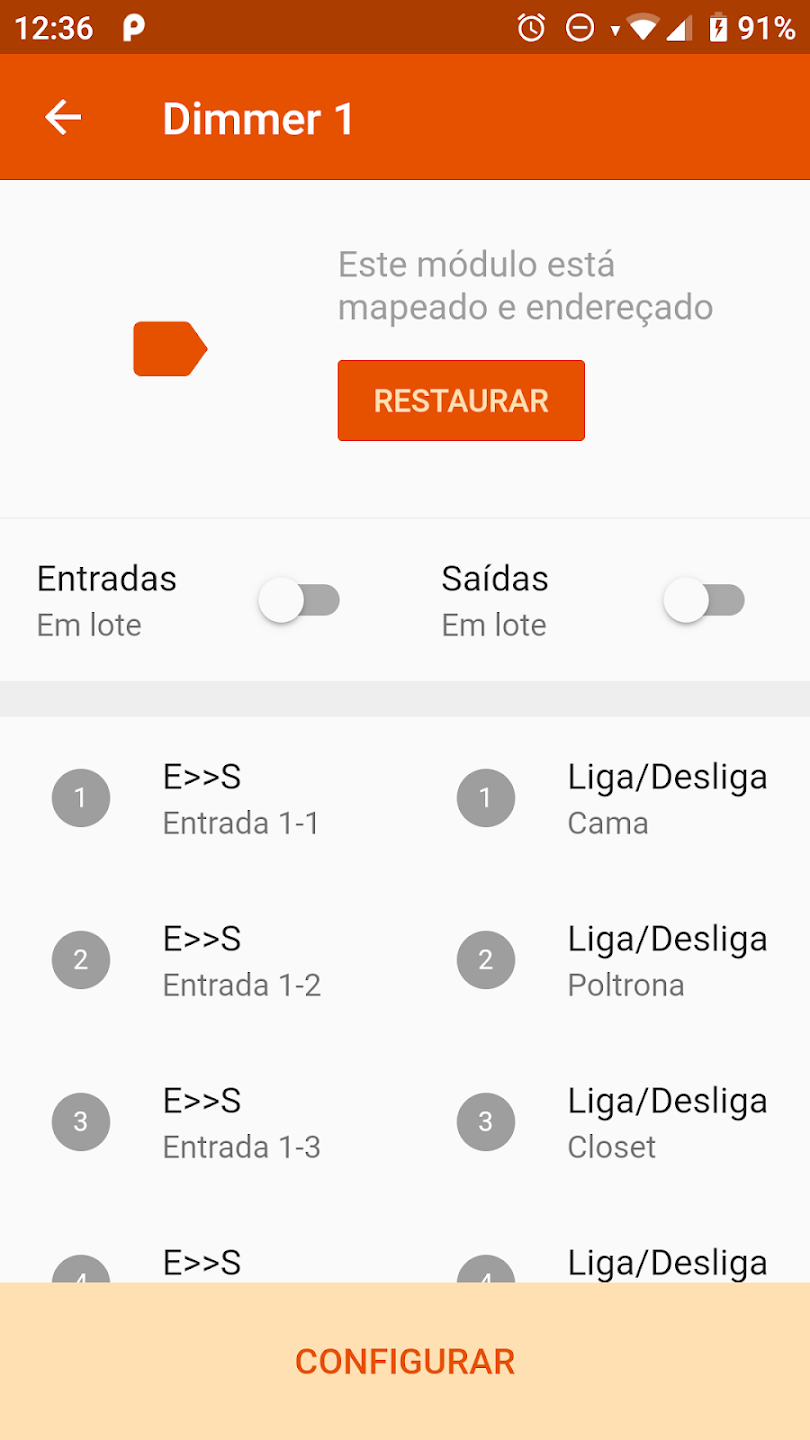 12:36
91%
Dimmer 1
Este módulo está
mapeado e endereçado
RESTAURAR
Entradas
Em lote
Saídas
Em lote
1
E>>S
Entrada 1-1
1
Liga/Desliga
Cama
2
E>>S
Entrada 1-2
2
Liga/Desliga
Poltrona
3
E>>S
Entrada 1-3
3
Liga/Desliga
Closet
4
E>>S
4
Liga/Desliga
CONFIGURAR